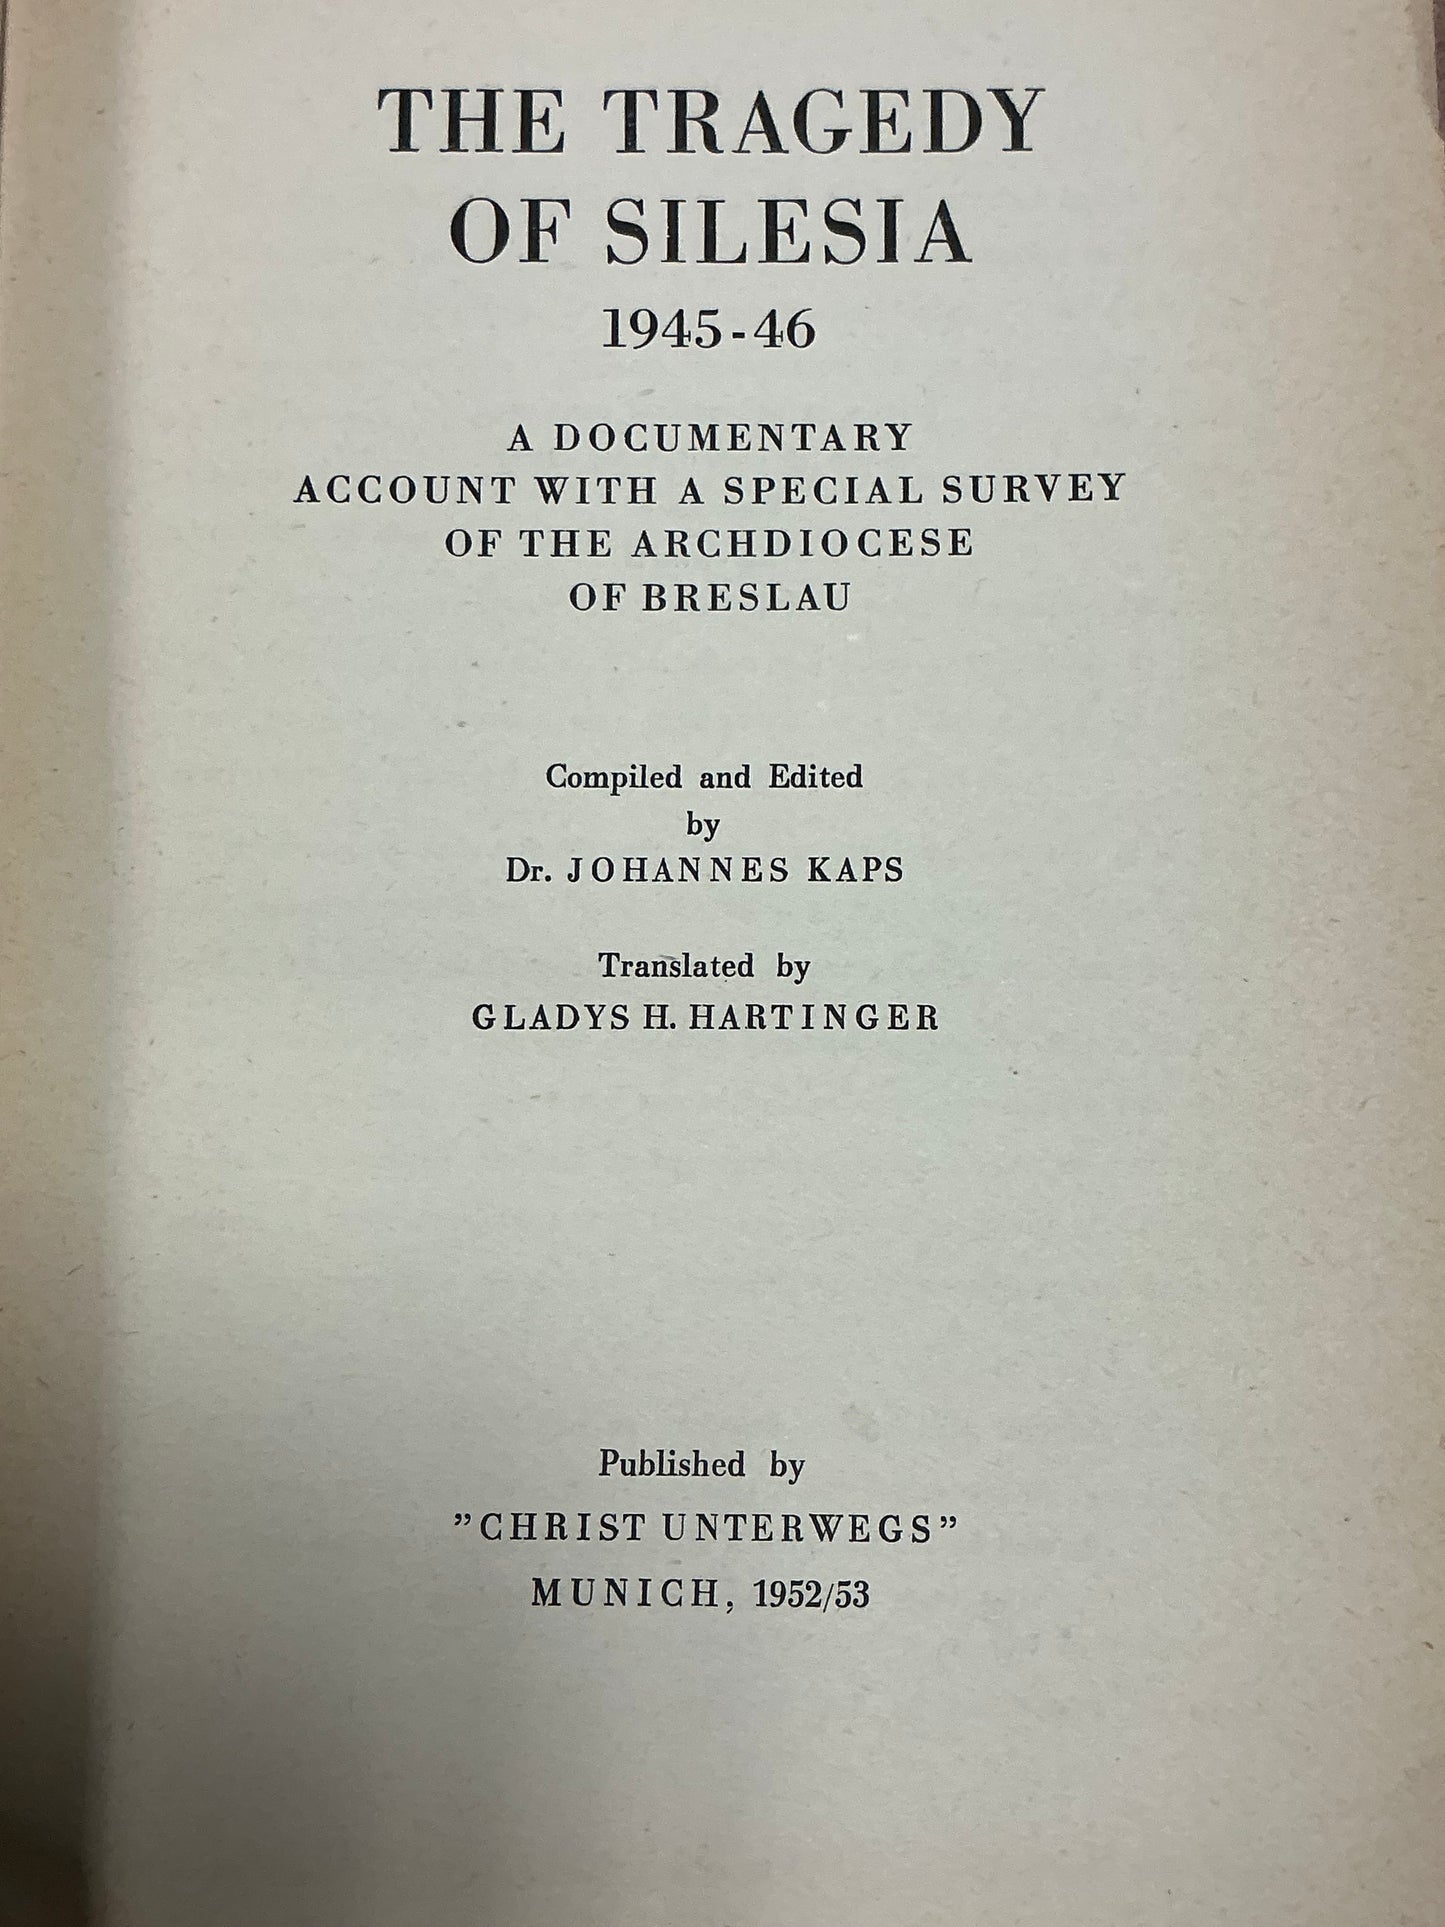 THE TRAGEDY
OF SILESIA
1945-46
A DOCUMENTARY
ACCOUNT WITH A SPECIAL SURVEY
OF THE ARCHDIOCESE
OF BRESLAU
Compiled and Edited
by
Dr. JOHANNES KAPS
Translated by
GLADYS H. HARTINGER
Published by
”CHRIST UNTERWEGS”
MUNICH, 1952/53